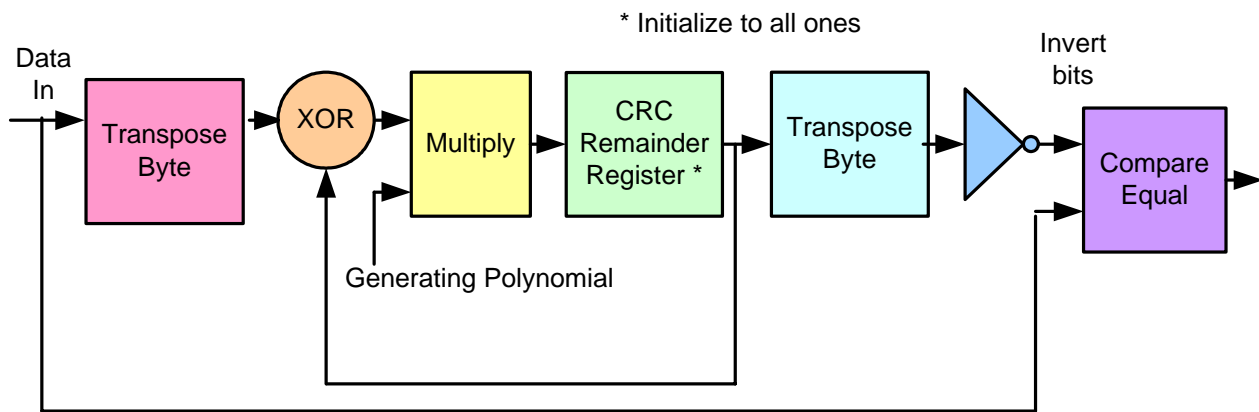 * Initialize to all ones
Data
In
Transpose
Byte
XOR
Multiply
CRC
Remainder
Register *
Transpose
Byte
Invert
bits
Compare
Equal
Generating Polynomial